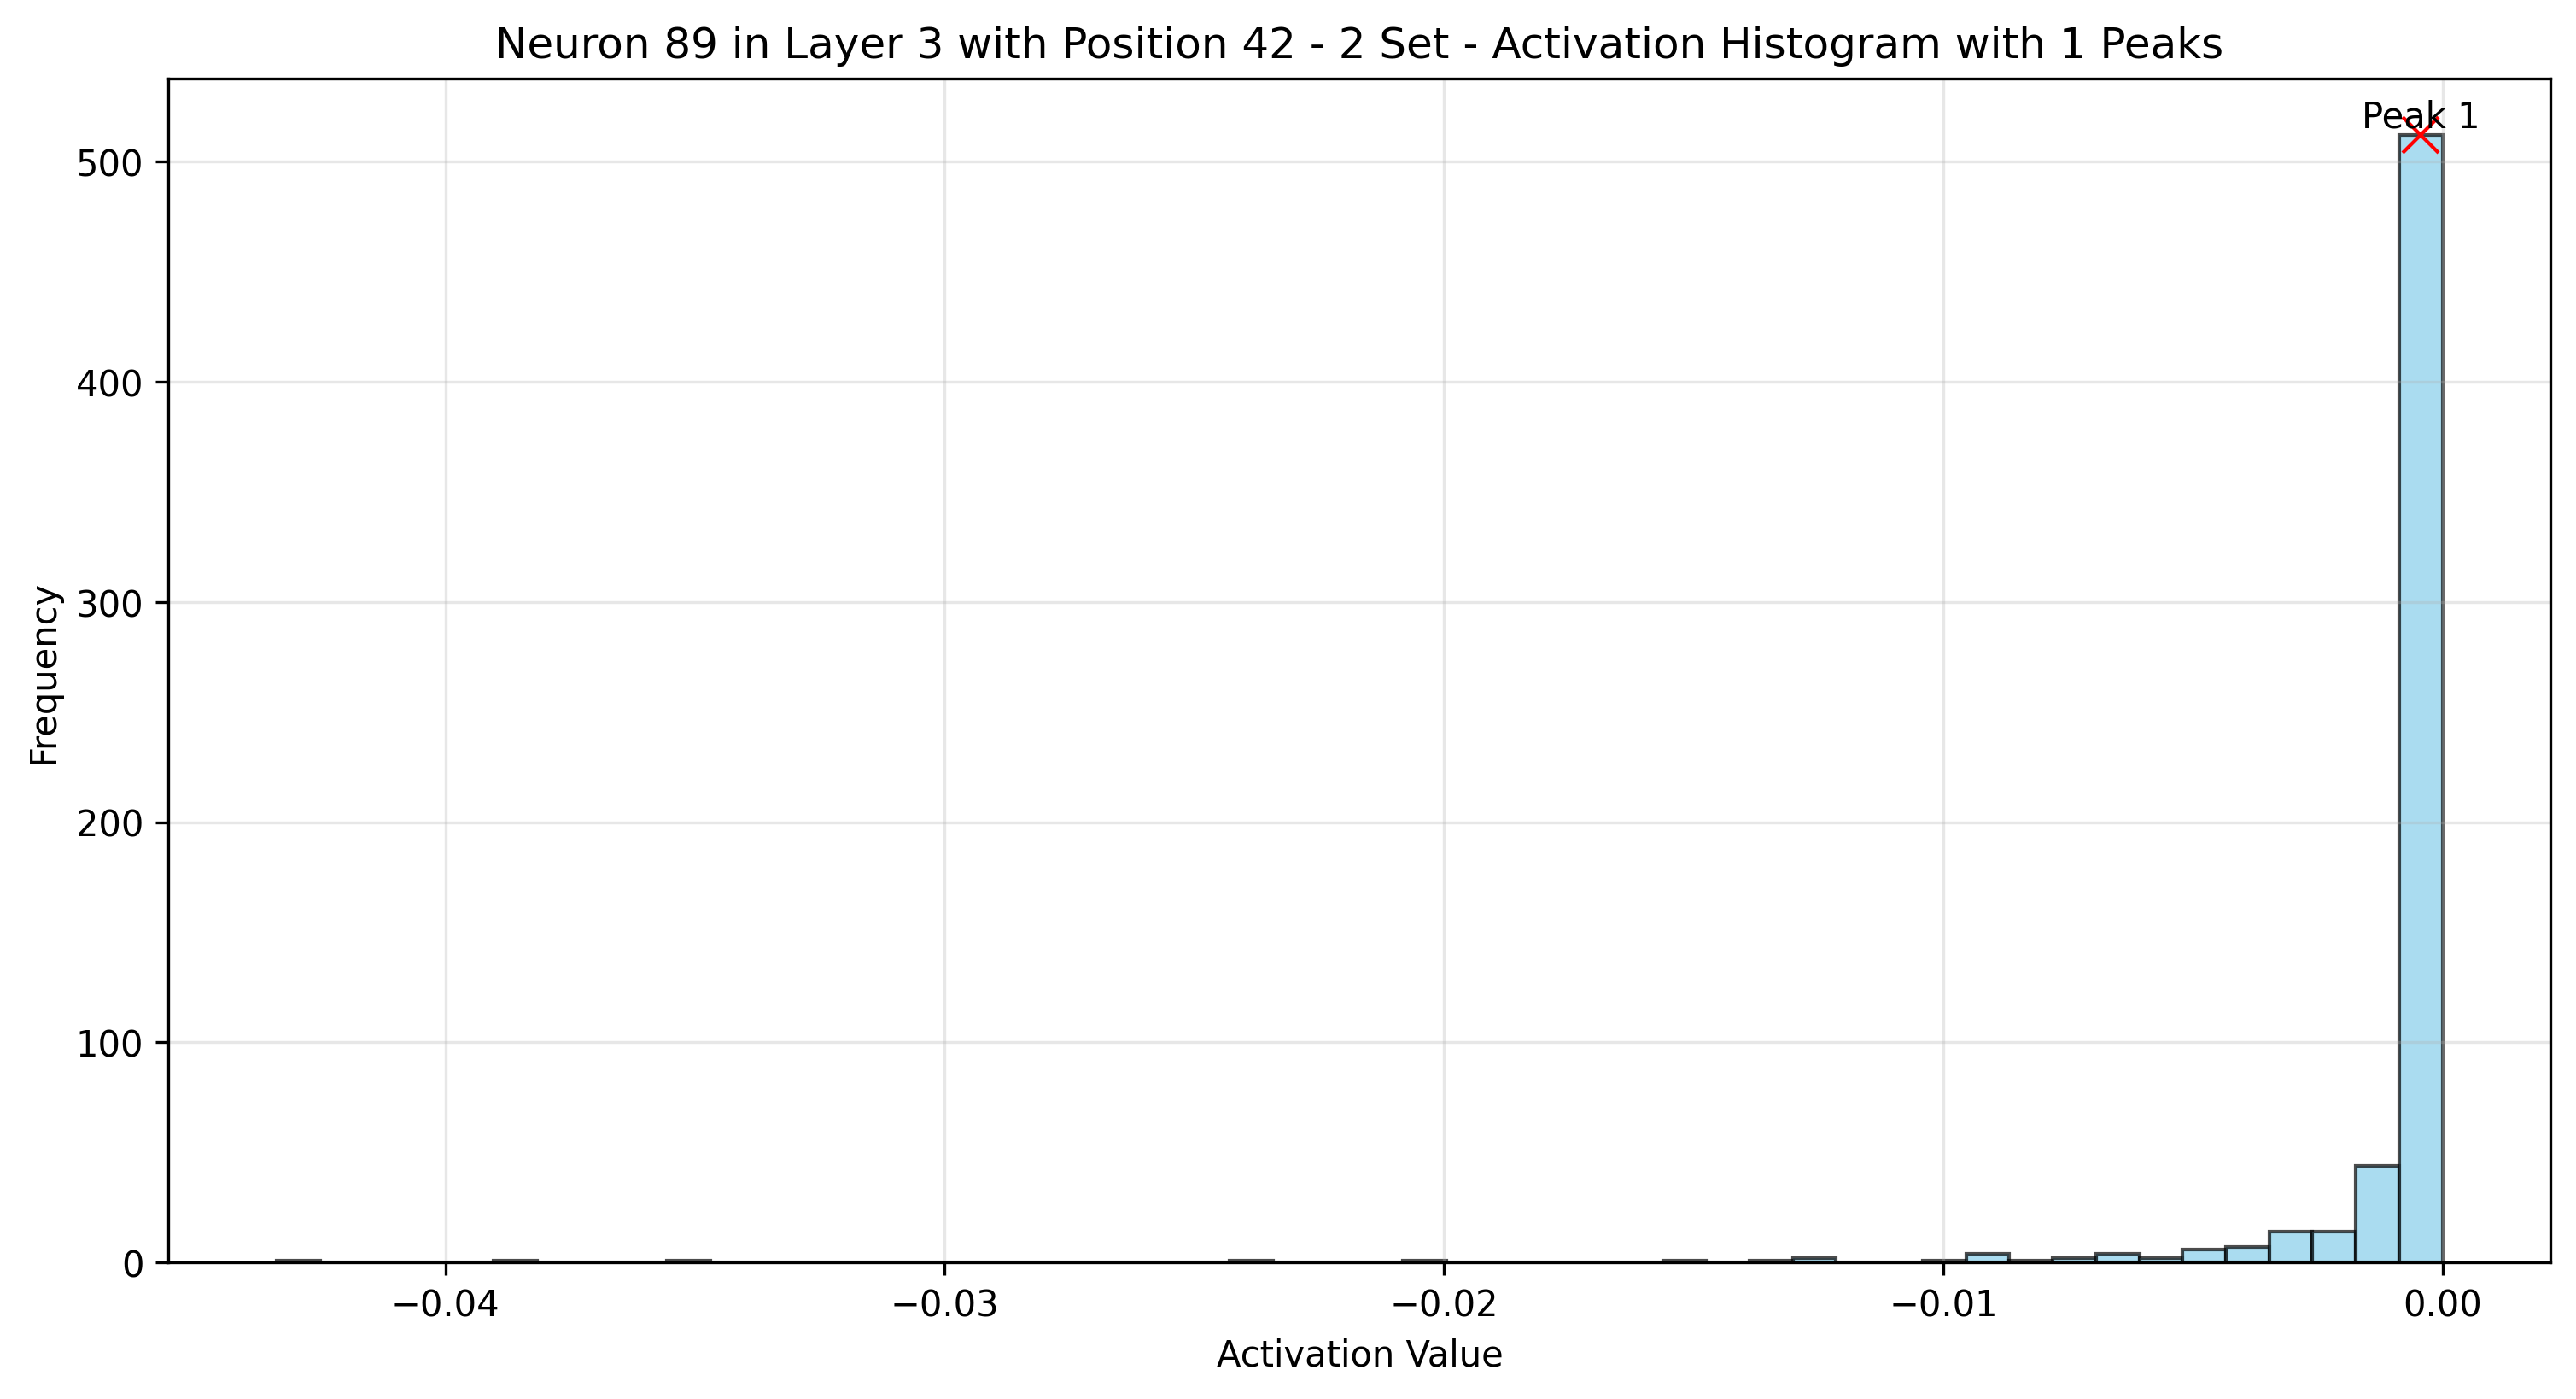 Neuron 89 in Layer 3 with Position 42 - 2 Set - Activation Histogram with 1 Peaks
Peak 1
500
400
300
200
100
0
Frequency
−0.04
−0.03
−0.02
−0.01
0.00
Activation Value